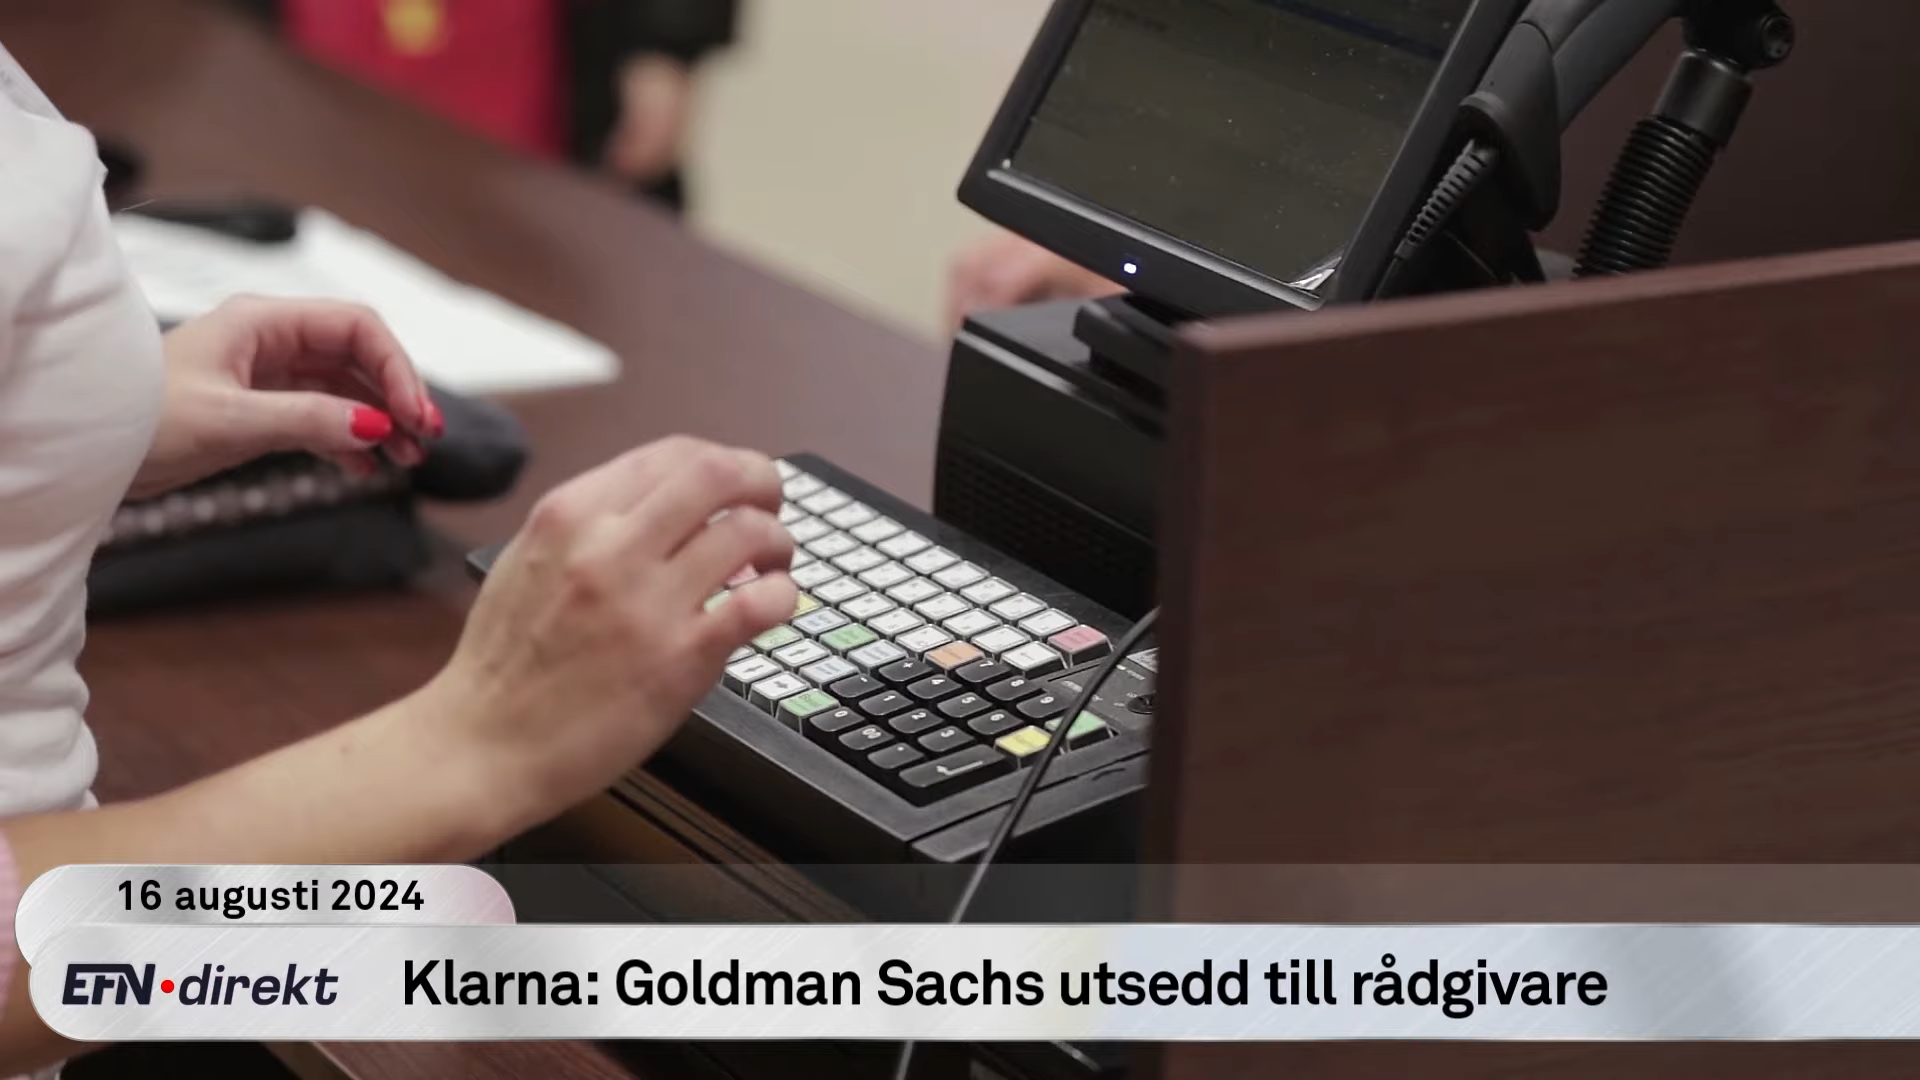 16 augusti 2024
EFN•direkt
Klarna: Goldman Sachs utsedd till rådgivare